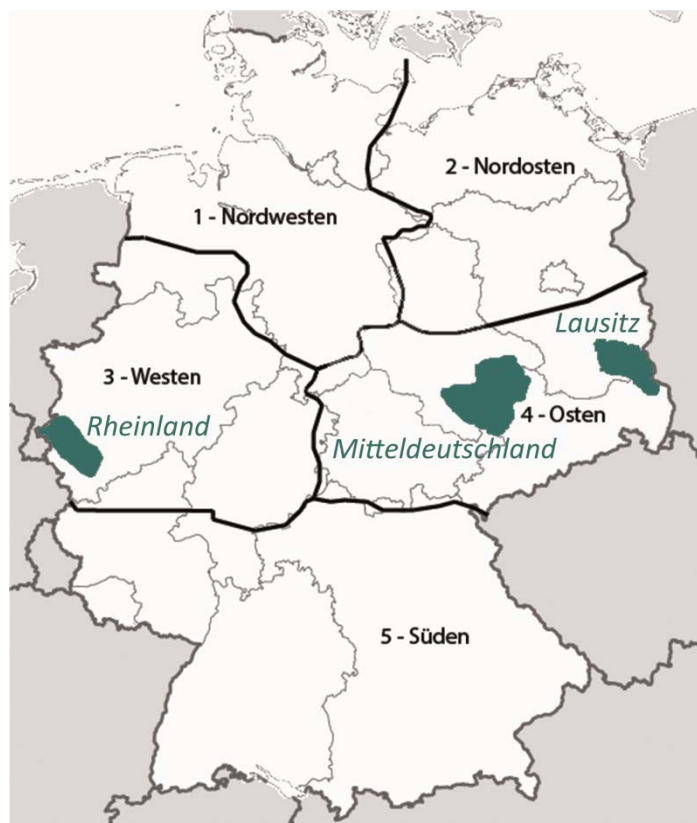 2 - Nordosten
1 - Nordwesten
Lausitz
3 - Westen
Rheinland
4 - Osten
Mitteldeutschland
5 - Süden